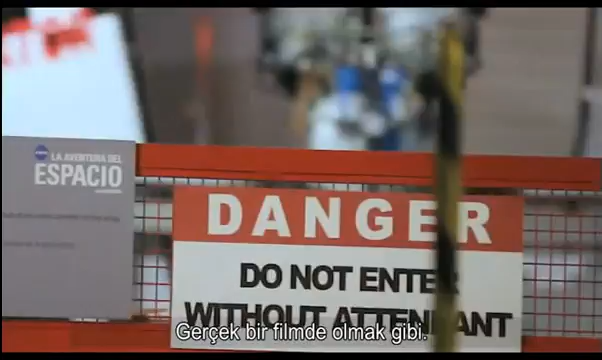 LA AVENTURA DEL
ESPACIO
DANGER
DO NOT ENTER
WITHOUT ATTENDANT
Gerçek bir filmde olmak gibi.